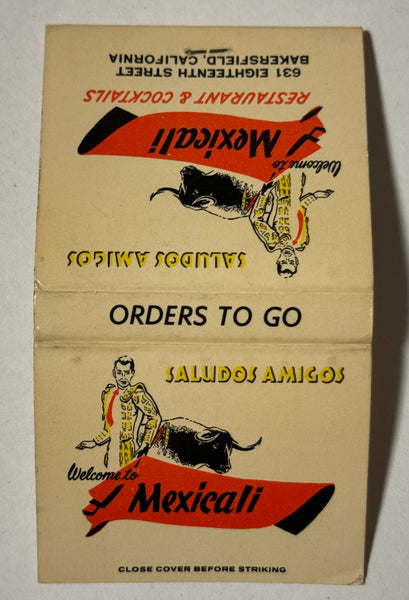 631 EIGHTEENTH STREET
BAKERSFIELD, CALIFORNIA
RESTAURANT & COCKTAILS
Mexicali
Welcome to
SALUDOS AMIGOS
ORDERS TO GO
SALUDOS AMIGOS
Welcome to
Mexicali
CLOSE COVER BEFORE STRIKING